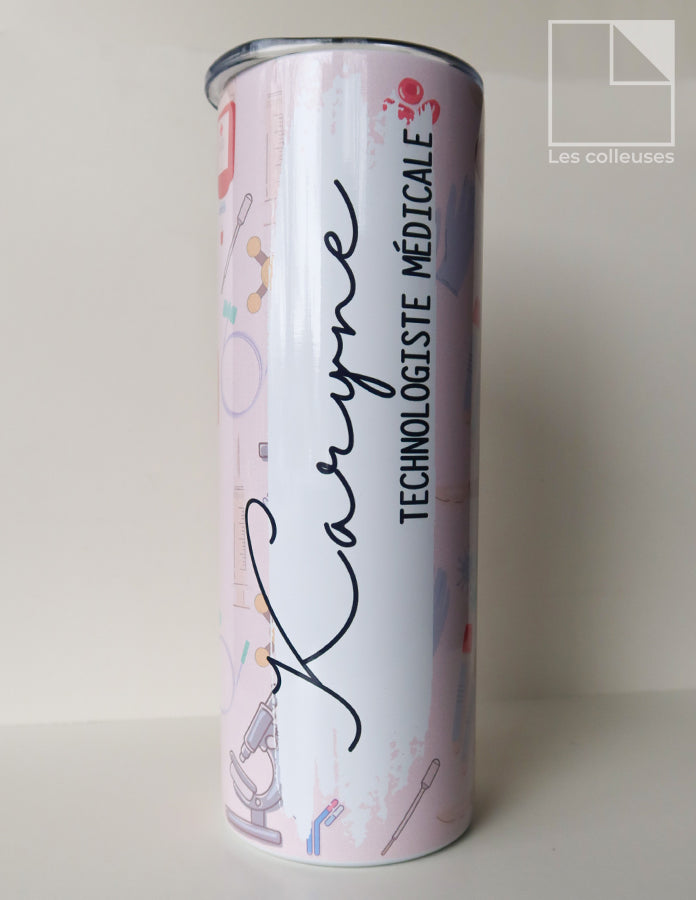 Karyne
TECHNOLOGISTE MÉDICALE
Les colleuses